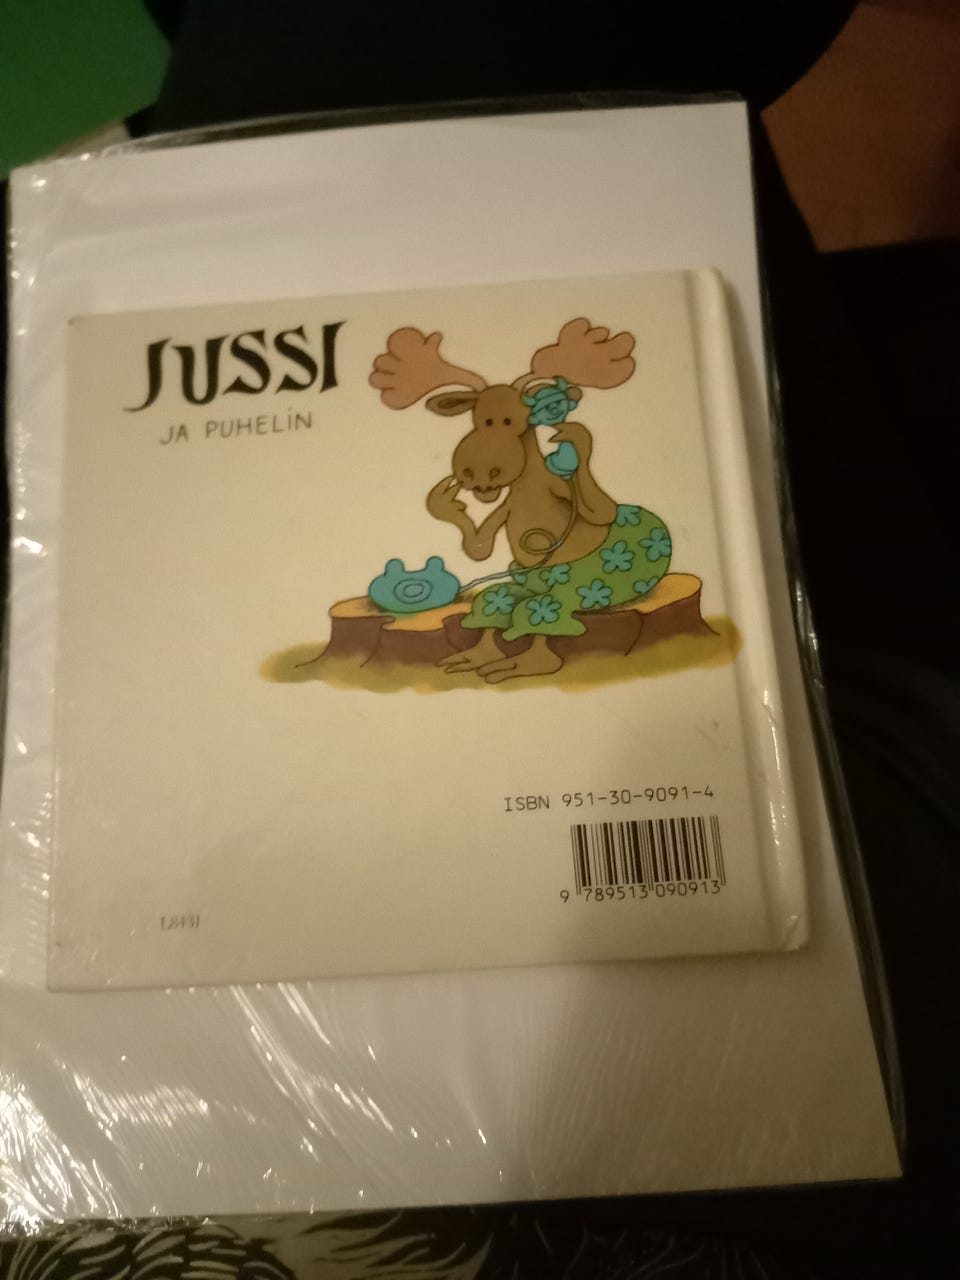 JUSSI
JA PUHELIN
ISBN 951-30-9091-4
9 789513 090913
L8431